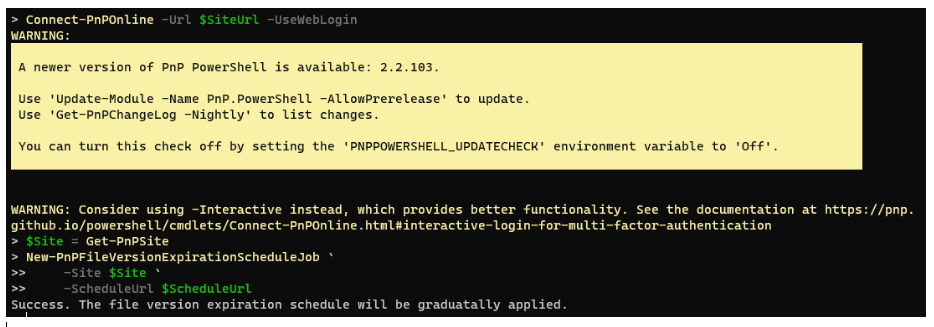 > Connect-PnPOnline -Url $SiteUrl -UseWebLogin
WARNING:
A newer version of PnP PowerShell is available: 2.2.103.
Use 'Update-Module -Name PnP.PowerShell -AllowPrerelease' to update.
Use 'Get-PnPChangeLog -Nightly' to list changes.
You can turn this check off by setting the 'PNPPOWERSHELL_UPDATECHECK' environment variable to 'Off'.
WARNING: Consider using -Interactive instead, which provides better functionality. See the documentation at https://pnp.
github.io/powershell/cmdlets/Connect-PnPOnline.html#interactive-login-for-multi-factor-authentication
> $Site = Get-PnPSite
> New-PnPFileVersionExpirationScheduleJob `
>>     -Site $Site `
>>     -ScheduleUrl $ScheduleUrl
Success. The file version expiration schedule will be graduatally applied.